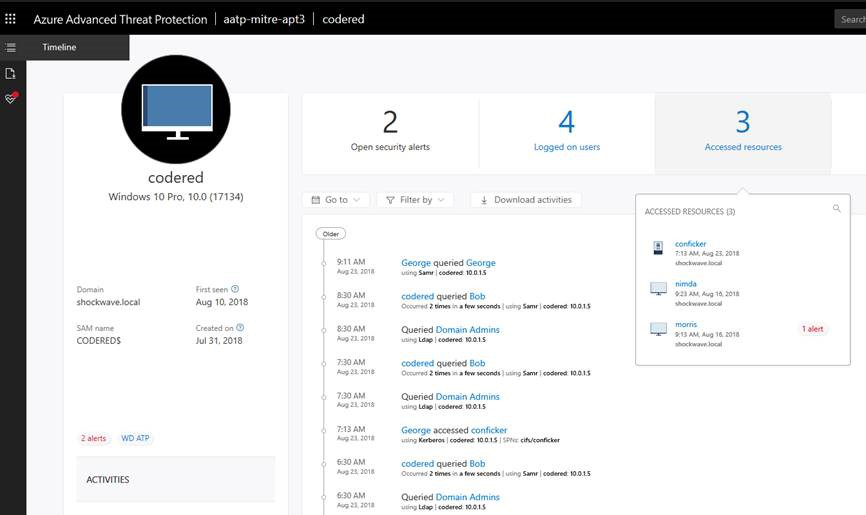 Azure Advanced Threat Protection | aatp-mitre-apt3 | codered
Search
Timeline
codered
Windows 10 Pro, 10.0 (17134)
Domain
shockwave.local
First seen
Aug 10, 2018
SAM name
CODERED$
Created on
Jul 31, 2018
2 alerts
WD ATP
ACTIVITIES
2
Open security alerts
4
Logged on users
3
Accessed resources
Go to
Filter by
Download activities
Older
9:11 AM
Aug 23, 2018
George queried George
using Samr | codered: 10.0.1.5
8:30 AM
Aug 23, 2018
codered queried Bob
Occurred 2 times in a few seconds | using Samr | codered: 10.0.1.5
8:30 AM
Aug 23, 2018
Queried Domain Admins
using Ldap | codered: 10.0.1.5
7:30 AM
Aug 23, 2018
codered queried Bob
Occurred 2 times in a few seconds | using Samr | codered: 10.0.1.5
7:30 AM
Aug 23, 2018
Queried Domain Admins
using Ldap | codered: 10.0.1.5
7:13 AM
Aug 23, 2018
George accessed conficker
using Kerberos | codered: 10.0.1.5 | SPNs: cifs/conficker
6:30 AM
Aug 23, 2018
codered queried Bob
Occurred 2 times in a few seconds | using Samr | codered: 10.0.1.5
6:30 AM
Aug 23, 2018
Queried Domain Admins
using Ldap | codered: 10.0.1.5
ACCESSED RESOURCES (3)
conficker
7:13 AM, Aug 23, 2018
shockwave.local
nimda
9:23 AM, Aug 16, 2018
shockwave.local
morris
9:13 AM, Aug 16, 2018
shockwave.local
1 alert